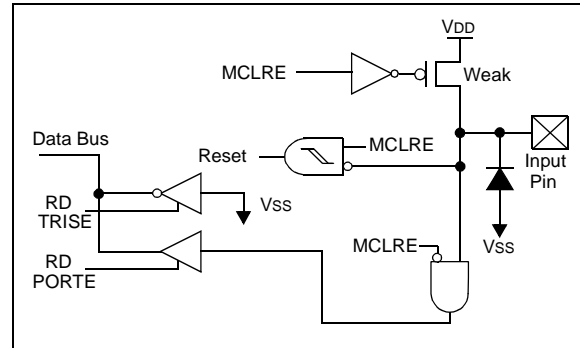 VDD
MCLRE
Weak
Data Bus
Reset
MCLRE
Input
Pin
RD
TRISE
VSS
VSS
MCLRE
RD
PORTE